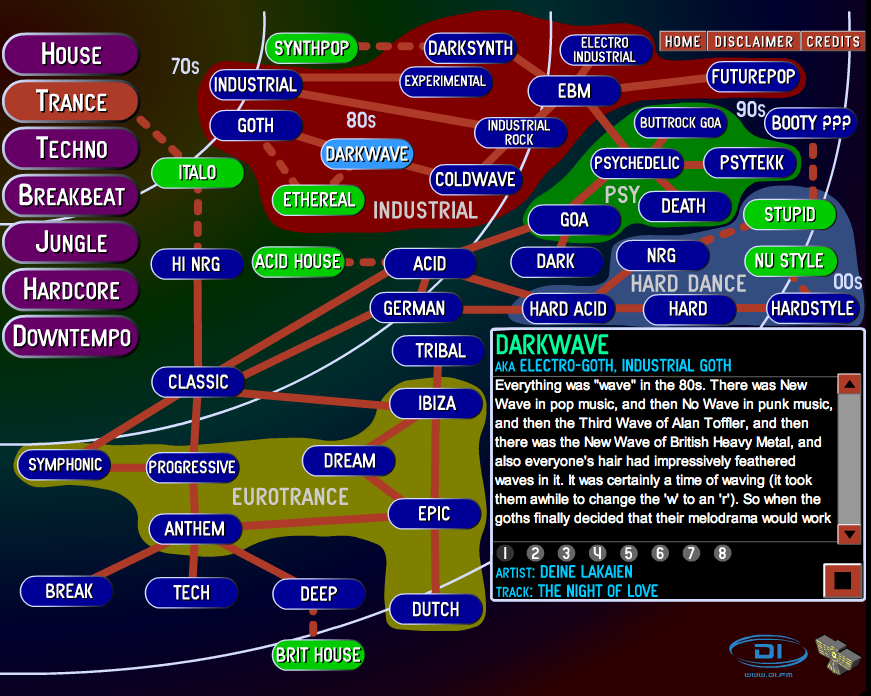 HOUSE
TRANCE
TECHNO
BREAKBEAT
JUNGLE
HARDCORE
DOWNTEMPO
HOME
DISCLAIMER
CREDITS
70s
80s
90s
00s
SYNTHPOP
DARKSYNTH
ELECTRO
INDUSTRIAL
INDUSTRIAL
EXPERIMENTAL
EBM
FUTUREPOP
GOTH
INDUSTRIAL
ROCK
BUTTROCK GOA
BOOTY ???
DARKWAVE
PSYCHEDELIC
PSYTEKK
ITALO
COLDWAVE
ETHEREAL
INDUSTRIAL
PSY
DEATH
GOA
STUPID
HI NRG
ACID HOUSE
ACID
DARK
NRG
NU STYLE
HARD DANCE
GERMAN
HARD ACID
HARD
HARDSTYLE
TRIBAL
CLASSIC
IBIZA
SYMPHONIC
PROGRESSIVE
DREAM
EUROTRANCE
ANTHEM
EPIC
BREAK
TECH
DEEP
DUTCH
BRIT HOUSE
DARKWAVE
AKA ELECTRO-GOTH, INDUSTRIAL GOTH
Everything was "wave" in the 80s. There was New
Wave in pop music, and then No Wave in punk music,
and then the Third Wave of Alan Toffler, and then
there was the New Wave of British Heavy Metal, and
also everyone's hair had impressively feathered
waves in it. It was certainly a time of waving (it took
them awhile to change the 'w' to an 'r'). So when the
goths finally decided that their melodrama would work
1 2 3 4 5 6 7 8
ARTIST: DEINE LAKAIEN
TRACK: THE NIGHT OF LOVE
DI
WWW.DI.FM